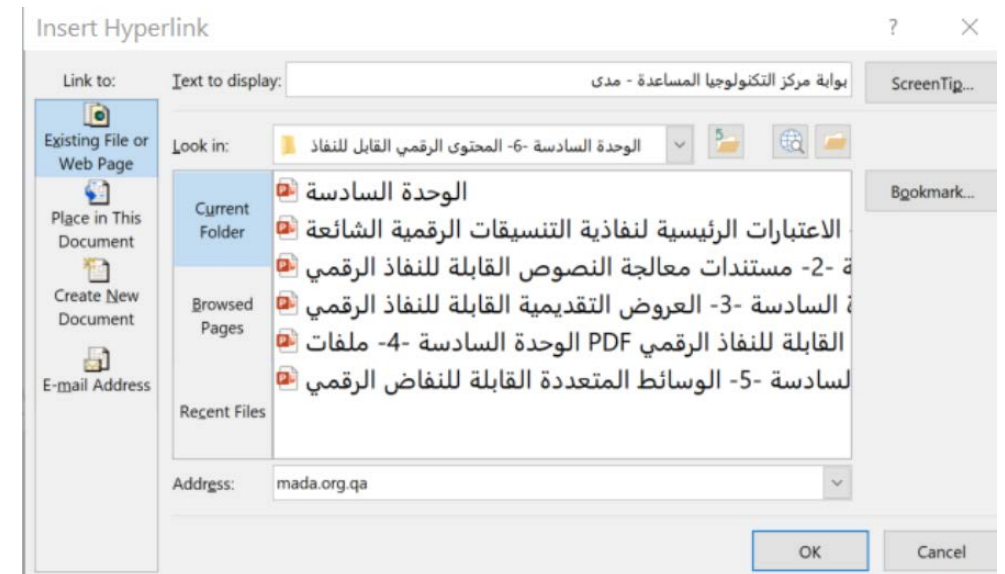 Insert Hyperlink
Link to:
Text to display:
بوابة مركز التكنولوجيا المساعدة - مدى
ScreenTip...
Existing File or
Web Page
Place in This
Document
Create New
Document
E-mail Address
Look in:
الوحدة السادسة -6- المحتوى الرقمي القابل للنفاذ
Current
Folder
Browsed
Pages
Recent Files
الوحدة السادسة
الاعتبارات الرئيسية لنفاذية التنسيقات الرقمية الشائعة
ة -2- مستندات معالجة النصوص القابلة للنفاذ الرقمي
ة السادسة -3- العروض التقديمية القابلة للنفاذ الرقمي
القابلة للنفاذ الرقمي PDF الوحدة السادسة -4- ملفات
لسادسة -5- الوسائط المتعددة القابلة للنفاض الرقمي
Bookmark...
Address:
mada.org.qa
OK
Cancel